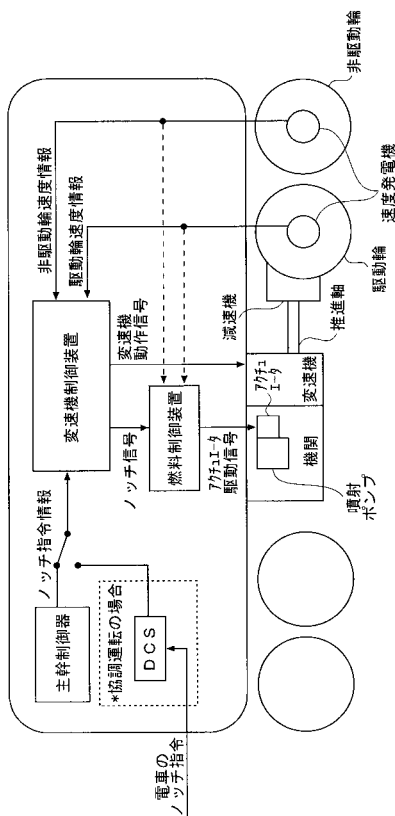 主幹制御器
ノッチ指令情報
*協調運転の場合
DCS
電車の
ノッチ指令
変速機制御装置
非駆動輪速度情報
駆動輪速度情報
ノッチ信号
変速機
動作信号
燃料制御装置
アクチュエータ
駆動信号
アクチュ
エータ
機関
噴射
ポンプ
変速機
推進軸
減速機
駆動輪
速度発電機
非駆動輪